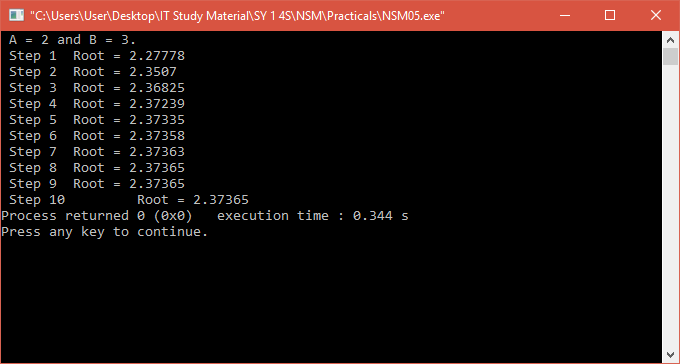 "C:\Users\User\Desktop\IT Study Material\SY 1 4S\NSM\Practicals\NSM05.exe"
A = 2 and B = 3.
Step 1  Root = 2.27778
Step 2  Root = 2.3507
Step 3  Root = 2.36825
Step 4  Root = 2.37239
Step 5  Root = 2.37335
Step 6  Root = 2.37358
Step 7  Root = 2.37363
Step 8  Root = 2.37365
Step 9  Root = 2.37365
Step 10         Root = 2.37365
Process returned 0 (0x0)   execution time : 0.344 s
Press any key to continue.